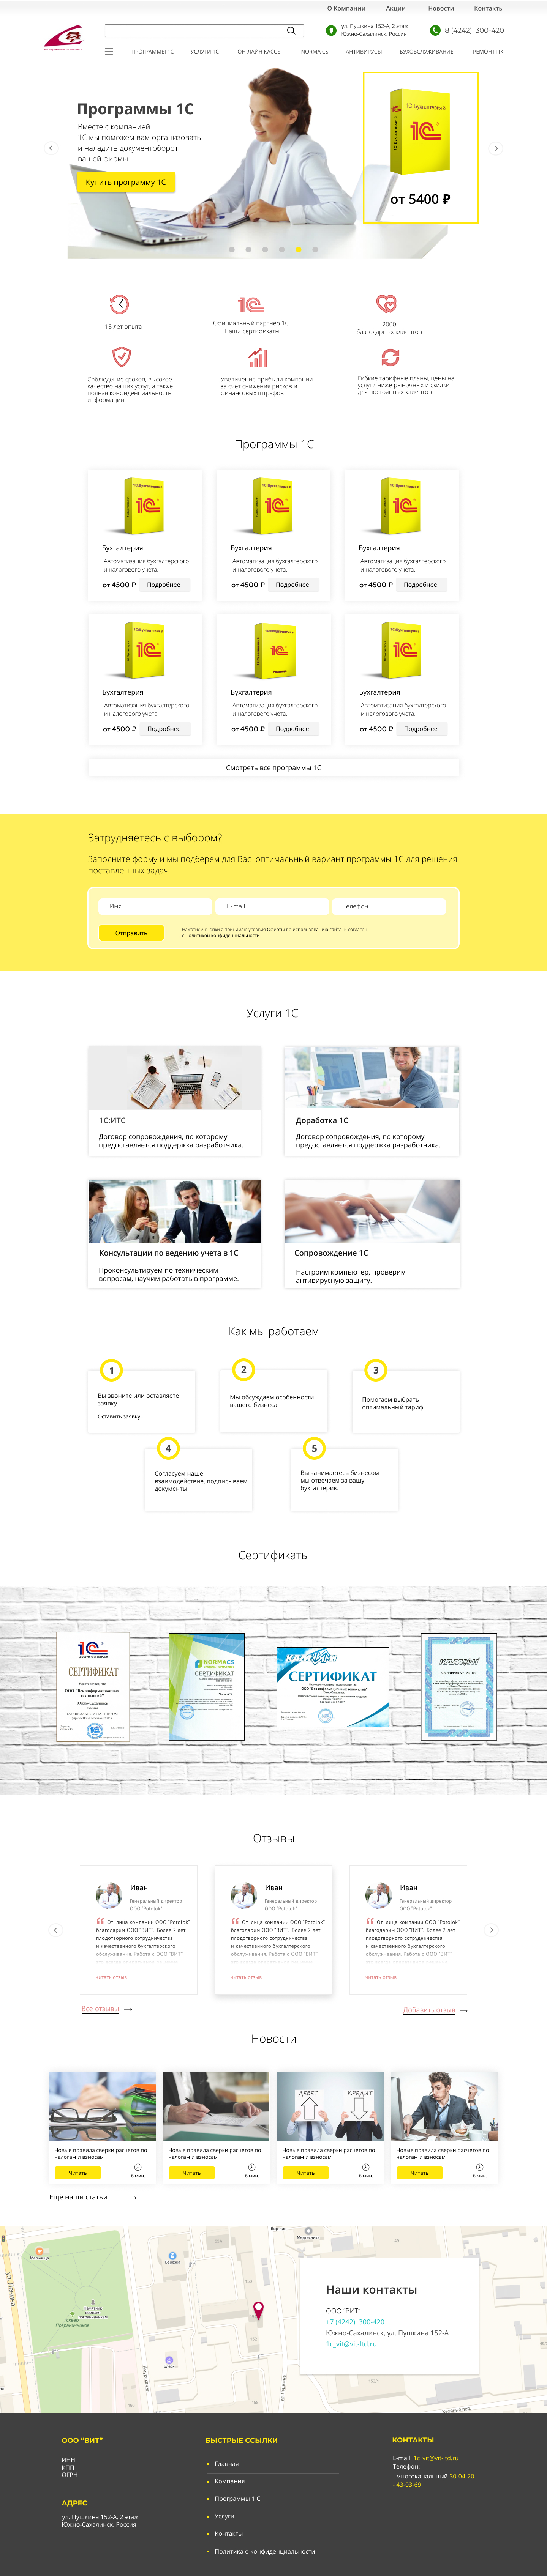 О Компании Акции Новости Контакты
ул. Пушкина 152-А, 2 этаж
Южно-Сахалинск, Россия
8 (4242) 300-420
ПРОГРАММЫ 1С УСЛУГИ 1С ОН-ЛАЙН КАССЫ NORMA CS АНТИВИРУСЫ БУХОБСЛУЖИВАНИЕ РЕМОНТ ПК
Программы 1С
Вместе с компанией
1С мы поможем вам организовать
и наладить документооборот
вашей фирмы
Купить программу 1С
1С:Бухгалтерия 8
от 5400 ₽
18 лет опыта
Официальный партнер 1С
Наши сертификаты
2000
благодарных клиентов
Соблюдение сроков, высокое
качество наших услуг, а также
полная конфиденциальность
информации
Увеличение прибыли компании
за счет снижения рисков и
финансовых штрафов
Гибкие тарифные планы, цены на
услуги ниже рыночных и скидки
для постоянных клиентов
Программы 1С
Бухгалтерия
Автоматизация бухгалтерского
и налогового учета.
от 4500 ₽ Подробнее
Бухгалтерия
Автоматизация бухгалтерского
и налогового учета.
от 4500 ₽ Подробнее
Бухгалтерия
Автоматизация бухгалтерского
и налогового учета.
от 4500 ₽ Подробнее
Бухгалтерия
Автоматизация бухгалтерского
и налогового учета.
от 4500 ₽ Подробнее
Бухгалтерия
Автоматизация бухгалтерского
и налогового учета.
от 4500 ₽ Подробнее
Бухгалтерия
Автоматизация бухгалтерского
и налогового учета.
от 4500 ₽ Подробнее
Смотреть все программы 1С
Затрудняетесь с выбором?
Заполните форму и мы подберем для Вас оптимальный вариант программы 1С для решения
поставленных задач
Имя E-mail Телефон
Отправить
кнопки я принимаю условия Оферты по использованию сайта и согласен
с Политикой конфиденциальности
Услуги 1С
1С:ИТС
Договор сопровождения, по которому
предоставляется поддержка разработчика.
Доработка 1С
Договор сопровождения, по которому
предоставляется поддержка разработчика.
Консультации по ведению учета в 1С
Проконсультируем по техническим
вопросам, научим работать в программе.
Сопровождение 1С
Настроим компьютер, проверим
антивирусную защиту.
Как мы работаем
1
Вы звоните или оставляете
заявку
Оставить заявку
2
Мы обсуждаем особенности
вашего бизнеса
3
Помогаем выбрать
оптимальный тариф
4
Согласуем наше
взаимодействие, подписываем
документы
5
Вы занимаетесь бизнесом
мы отвечаем за вашу
бухгалтерию
Сертификаты
СЕРТИФИКАТ
NORMACS
СЕРТИФИКАТ
КАМИН
СЕРТИФИКАТ
КАМИН
Отзывы
Иван
Генеральный директор
ООО "Potolok"
От лица компании ООО "Potolok"
благодарим ООО "ВИТ". Более 2 лет
плодотворного сотрудничества
и качественного бухгалтерского
обслуживания. Работа с ООО "ВИТ"
читать отзыв
Иван
Генеральный директор
ООО "Potolok"
От лица компании ООО "Potolok"
благодарим ООО "ВИТ". Более 2 лет
плодотворного сотрудничества
и качественного бухгалтерского
обслуживания. Работа с ООО "ВИТ"
читать отзыв
Иван
Генеральный директор
ООО "Potolok"
От лица компании ООО "Potolok"
благодарим ООО "ВИТ". Более 2 лет
плодотворного сотрудничества
и качественного бухгалтерского
обслуживания. Работа с ООО "ВИТ"
читать отзыв
Все отзывы
Добавить отзыв
Новости
ДЕБЕТ КРЕДИТ
Новые правила сверки расчетов по
налогам и взносам
Читать 6 мин.
Новые правила сверки расчетов по
налогам и взносам
Читать 6 мин.
Новые правила сверки расчетов по
налогам и взносам
Читать 6 мин.
Новые правила сверки расчетов по
налогам и взносам
Читать 6 мин.
Ещё наши статьи
ул. Ленина
Наши контакты
ООО "ВИТ"
+7 (4242) 300-420
Южно-Сахалинск, ул. Пушкина 152-А
1c_vit@vit-ltd.ru
ООО "ВИТ"
ИНН
КПП
ОГРН
АДРЕС
ул. Пушкина 152-А, 2 этаж
Южно-Сахалинск, Россия
БЫСТРЫЕ ССЫЛКИ
Главная
Компания
Программы 1 С
Услуги
Контакты
Политика о конфиденциальности
КОНТАКТЫ
E-mail: 1c_vit@vit-ltd.ru
Телефон:
- многоканальный 30-04-20
- 43-03-69